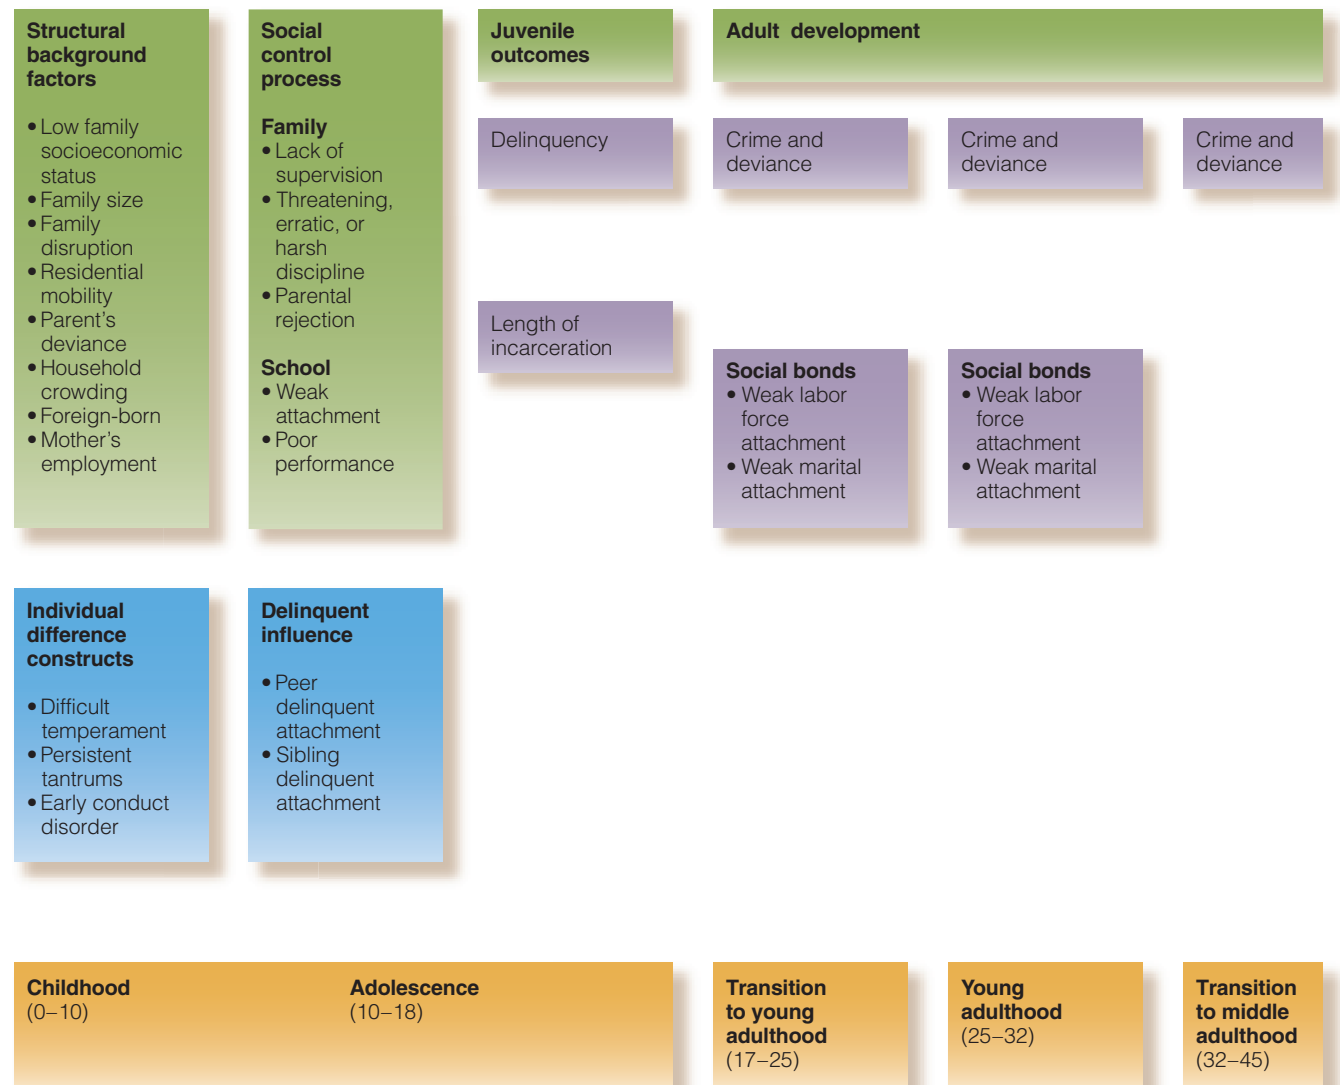 Structural
background
factors
• Low family
socioeconomic
status
• Family size
• Family
disruption
• Residential
mobility
• Parent's
deviance
• Household
crowding
• Foreign-born
• Mother's
employment
Social
control
process
Family
• Lack of
supervision
• Threatening,
erratic, or
harsh
discipline
• Parental
rejection
School
• Weak
attachment
• Poor
performance
Juvenile
outcomes
Delinquency
Length of
incarceration
Adult development
Crime and
deviance
Crime and
deviance
Crime and
deviance
Social bonds
• Weak labor
force
attachment
• Weak marital
attachment
Social bonds
• Weak labor
force
attachment
• Weak marital
attachment
Individual
difference
constructs
• Difficult
temperament
• Persistent
tantrums
• Early conduct
disorder
Delinquent
influence
• Peer
delinquent
attachment
• Sibling
delinquent
attachment
Childhood
(0–10)
Adolescence
(10–18)
Transition
to young
adulthood
(17–25)
Young
adulthood
(25–32)
Transition
to middle
adulthood
(32–45)